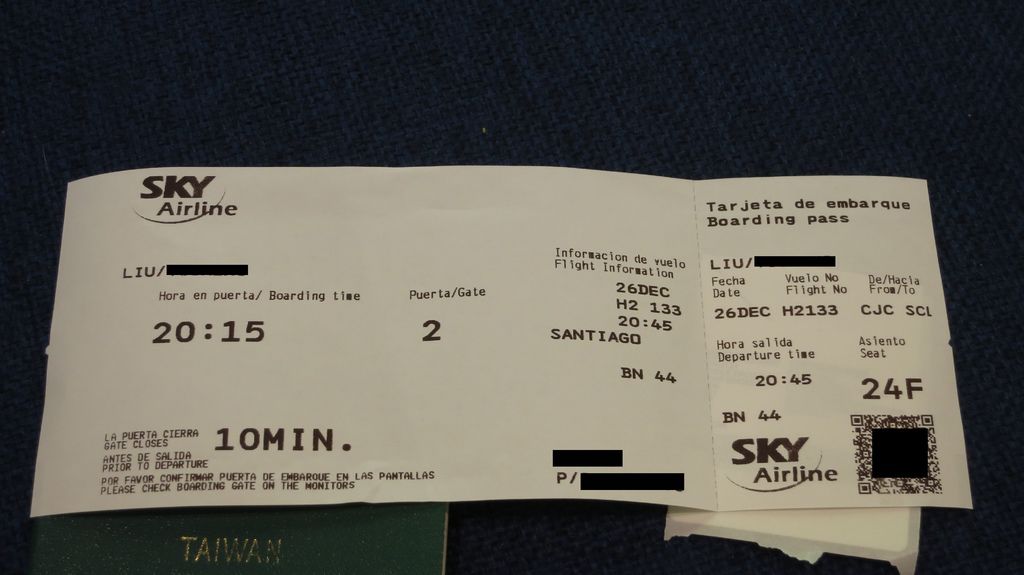 SKY
Airline
LIU/
Hora en puerta/ Boarding time
20:15
Puerta/Gate
2
Informacion de vuelo
Flight Information
26DEC
H2 133
20:45
SANTIAGO
BN 44
LA PUERTA CIERRA
GATE CLOSES
10MIN.
ANTES DE SALIDA
PRIOR TO DEPARTURE
POR FAVOR CONFIRMAR PUERTA DE EMBARQUE EN LAS PANTALLAS
PLEASE CHECK BOARDING GATE ON THE MONITORS
P/
Tarjeta de embarque
Boarding pass
LIU/
Fecha Vuelo No De/Hacia
Date Flight No From/To
26DEC H2133 CJC SCL
Hora salida Asiento
Departure time Seat
20:45 24F
BN 44
SKY
Airline
TAIWAN